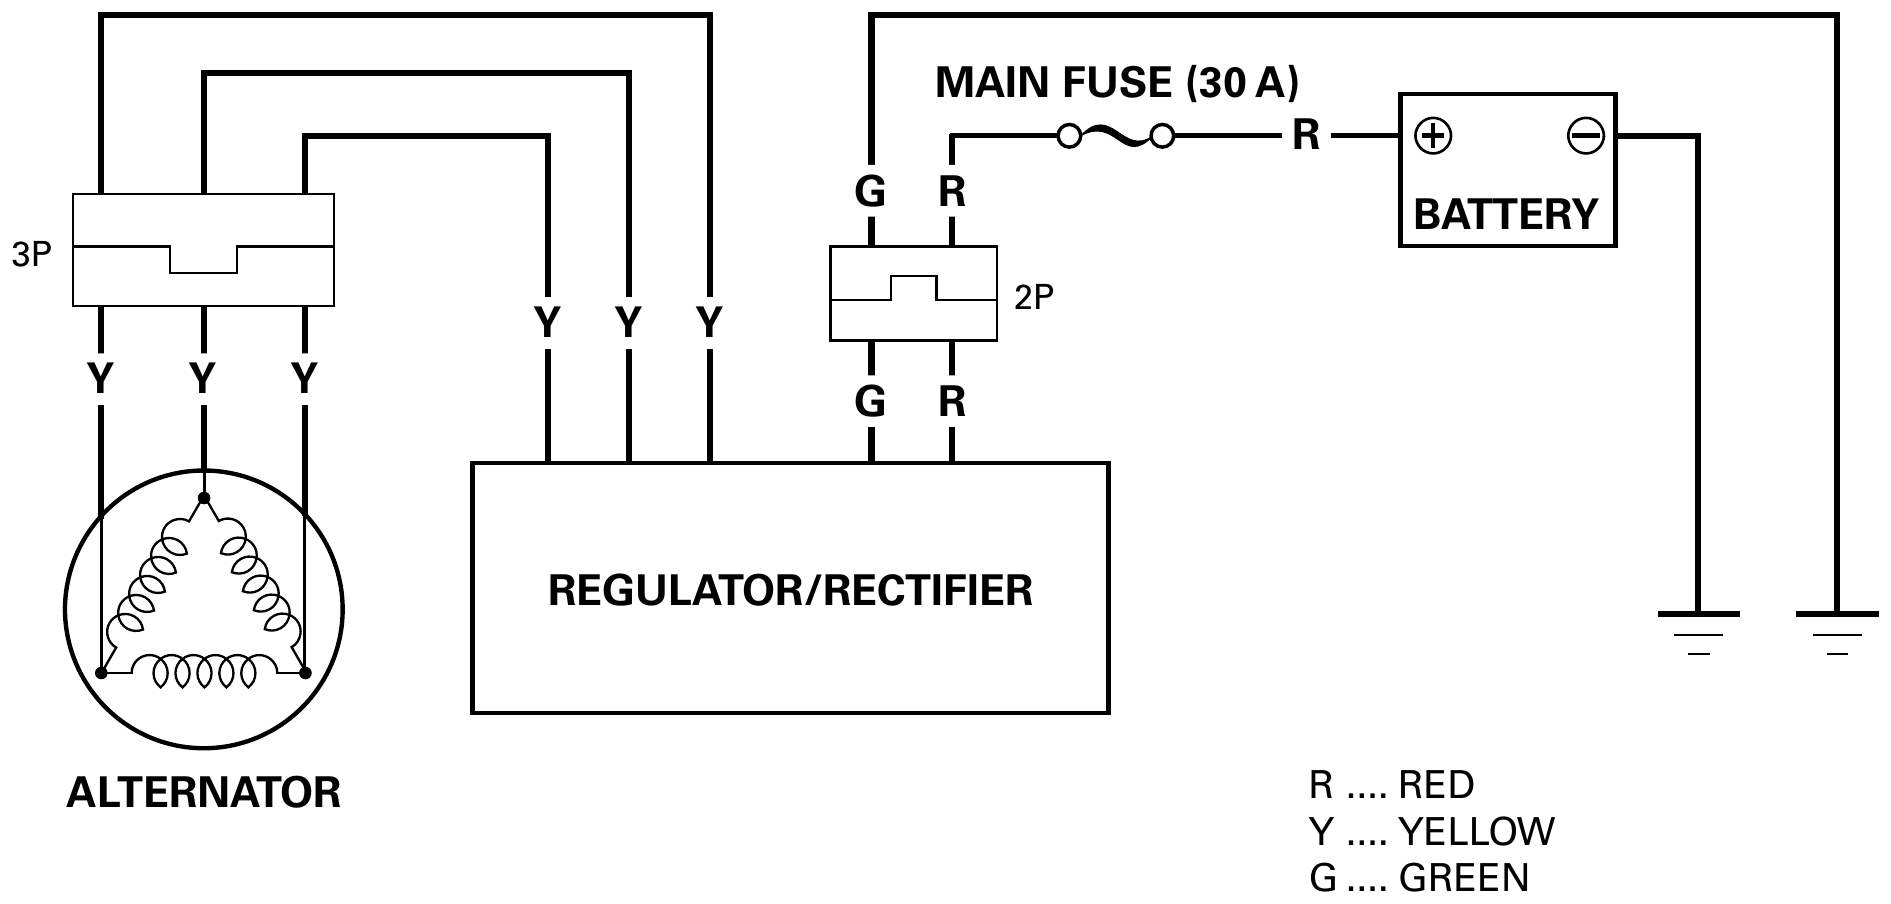 MAIN FUSE (30 A)
R
G R
BATTERY
3P
2P
Y Y Y
Y Y Y
G R
REGULATOR/RECTIFIER
ALTERNATOR
R .... RED
Y .... YELLOW
G .... GREEN